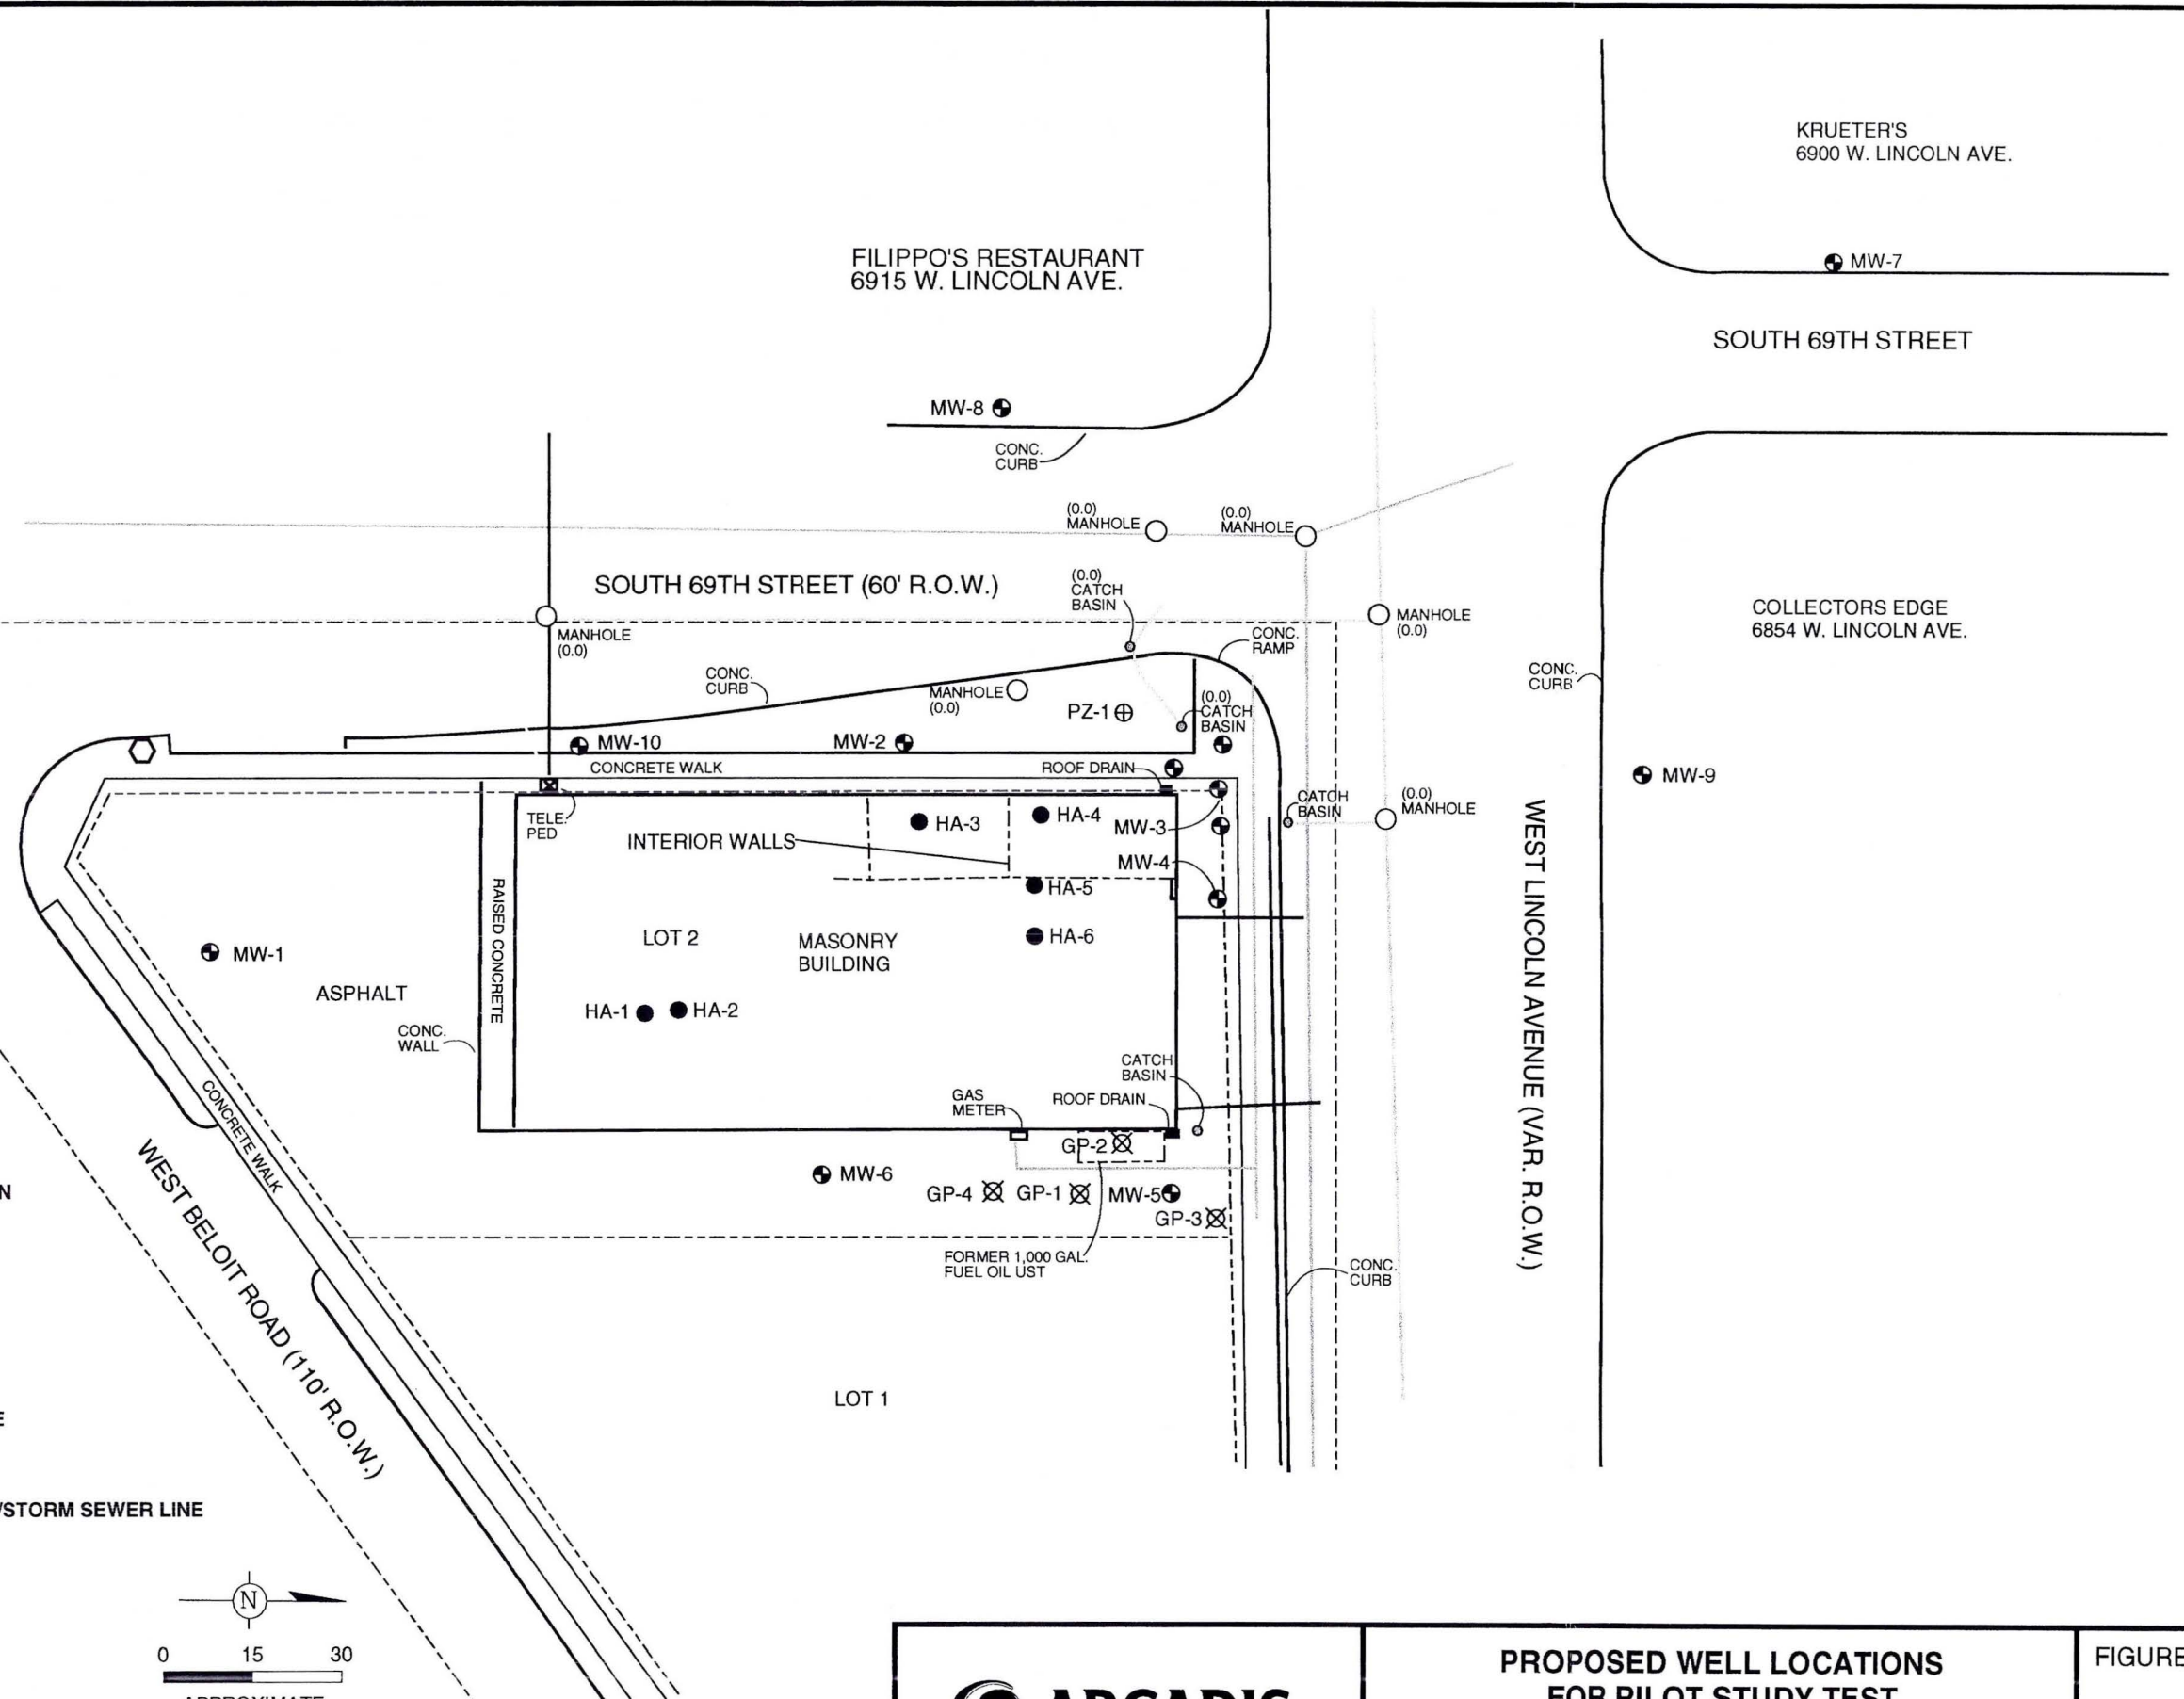 KRUETER'S
6900 W. LINCOLN AVE.
FILIPPO'S RESTAURANT
6915 W. LINCOLN AVE.
MW-7
SOUTH 69TH STREET
MW-8
CONC.
CURB
(0.0)
MANHOLE
(0.0)
MANHOLE
SOUTH 69TH STREET (60' R.O.W.)
(0.0)
CATCH
BASIN
MANHOLE
(0.0)
MANHOLE
(0.0)
COLLECTORS EDGE
6854 W. LINCOLN AVE.
CONC.
RAMP
CONC.
CURB
CONC.
CURB
MANHOLE
(0.0)
PZ-1
(0.0)
CATCH
BASIN
MW-10
MW-2
CONCRETE WALK
ROOF DRAIN
MW-9
TELE.
PED
INTERIOR WALLS
HA-3
HA-4
MW-3
CATCH
BASIN
(0.0)
MANHOLE
MW-4
HA-5
RAISED CONCRETE
LOT 2
MASONRY
BUILDING
HA-6
MW-1
ASPHALT
HA-1
HA-2
CONC.
WALL
WEST LINCOLN AVENUE (VAR. R.O.W.)
CATCH
BASIN
GAS
METER
ROOF DRAIN
CONCRETE WALK
GP-2
MW-6
GP-4
GP-1
MW-5
GP-3
WEST BELOIT ROAD (110' R.O.W.)
FORMER 1,000 GAL.
FUEL OIL UST
CONC.
CURB
N
LOT 1
E
/STORM SEWER LINE
N
0 15 30
APPROXIMATE
ARCADIS
PROPOSED WELL LOCATIONS
FOR PILOT STUDY TEST
FIGURE